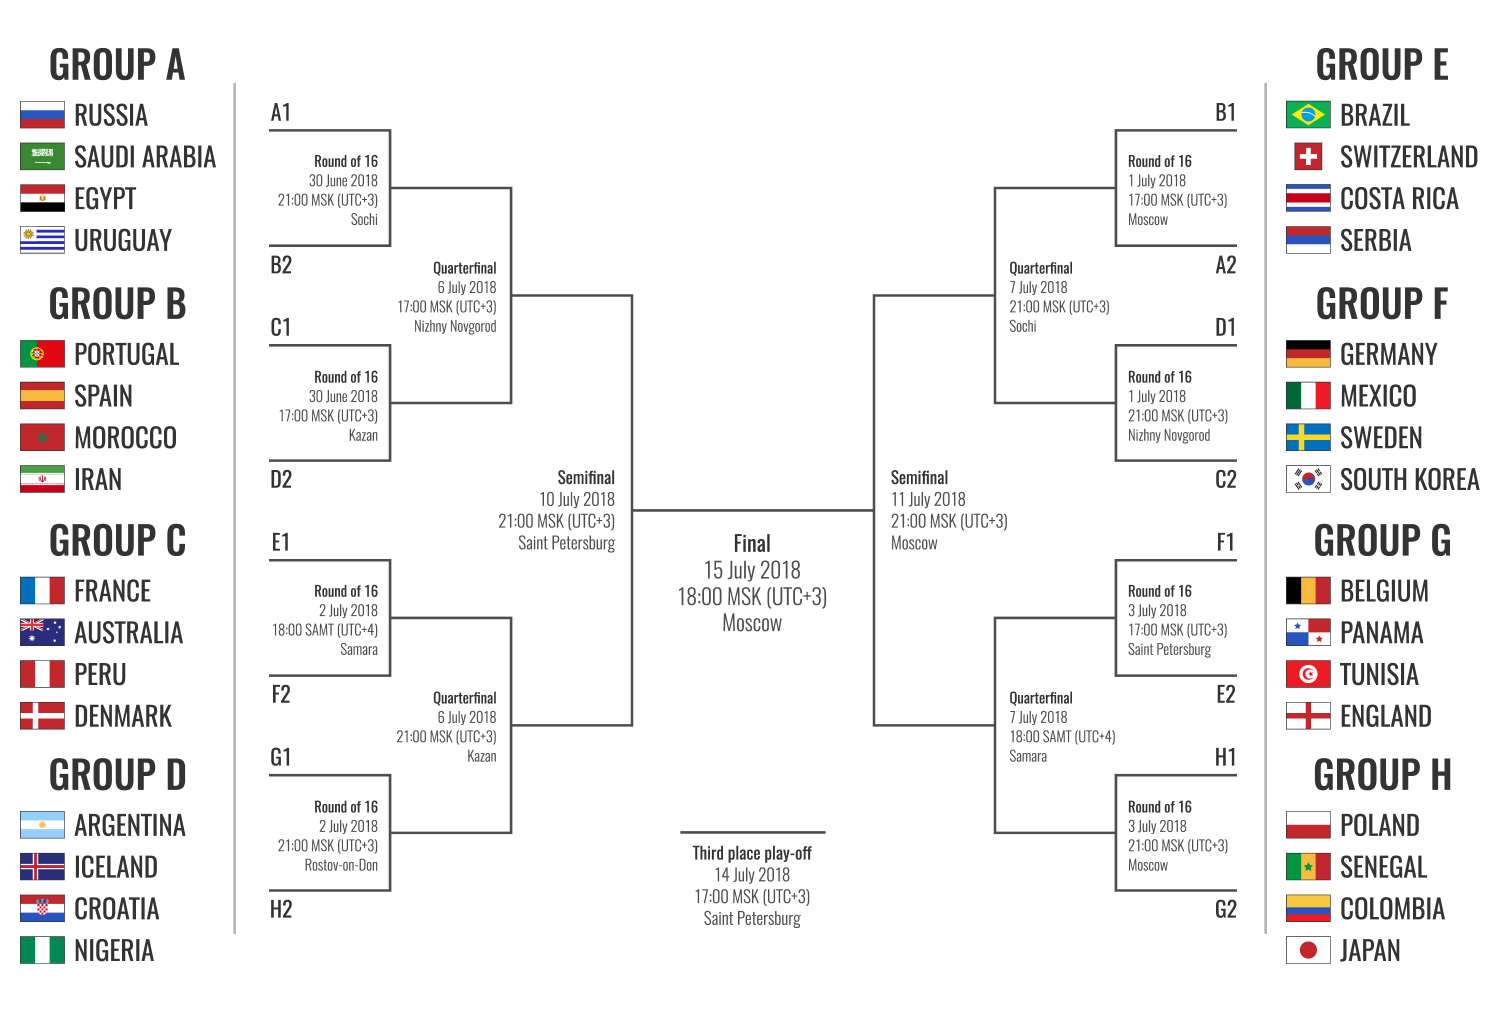 GROUP A
RUSSIA
SAUDI ARABIA
EGYPT
URUGUAY
GROUP B
PORTUGAL
SPAIN
MOROCCO
IRAN
GROUP C
FRANCE
AUSTRALIA
PERU
DENMARK
GROUP D
ARGENTINA
ICELAND
CROATIA
NIGERIA
A1
Round of 16
30 June 2018
21:00 MSK (UTC+3)
Sochi
B2
C1
Round of 16
30 June 2018
17:00 MSK (UTC+3)
Kazan
D2
E1
Round of 16
2 July 2018
18:00 SAMT (UTC+4)
Samara
F2
G1
Round of 16
2 July 2018
21:00 MSK (UTC+3)
Rostov-on-Don
H2
Quarterfinal
6 July 2018
17:00 MSK (UTC+3)
Nizhny Novgorod
Quarterfinal
6 July 2018
21:00 MSK (UTC+3)
Kazan
Semifinal
10 July 2018
21:00 MSK (UTC+3)
Saint Petersburg
Final
15 July 2018
18:00 MSK (UTC+3)
Moscow
Third place play-off
14 July 2018
17:00 MSK (UTC+3)
Saint Petersburg
Semifinal
11 July 2018
21:00 MSK (UTC+3)
Moscow
Quarterfinal
7 July 2018
21:00 MSK (UTC+3)
Sochi
Quarterfinal
7 July 2018
18:00 SAMT (UTC+4)
Samara
B1
Round of 16
1 July 2018
17:00 MSK (UTC+3)
Moscow
A2
D1
Round of 16
1 July 2018
21:00 MSK (UTC+3)
Nizhny Novgorod
C2
F1
Round of 16
3 July 2018
17:00 MSK (UTC+3)
Saint Petersburg
E2
H1
Round of 16
3 July 2018
21:00 MSK (UTC+3)
Moscow
G2
GROUP E
BRAZIL
SWITZERLAND
COSTA RICA
SERBIA
GROUP F
GERMANY
MEXICO
SWEDEN
SOUTH KOREA
GROUP G
BELGIUM
PANAMA
TUNISIA
ENGLAND
GROUP H
POLAND
SENEGAL
COLOMBIA
JAPAN